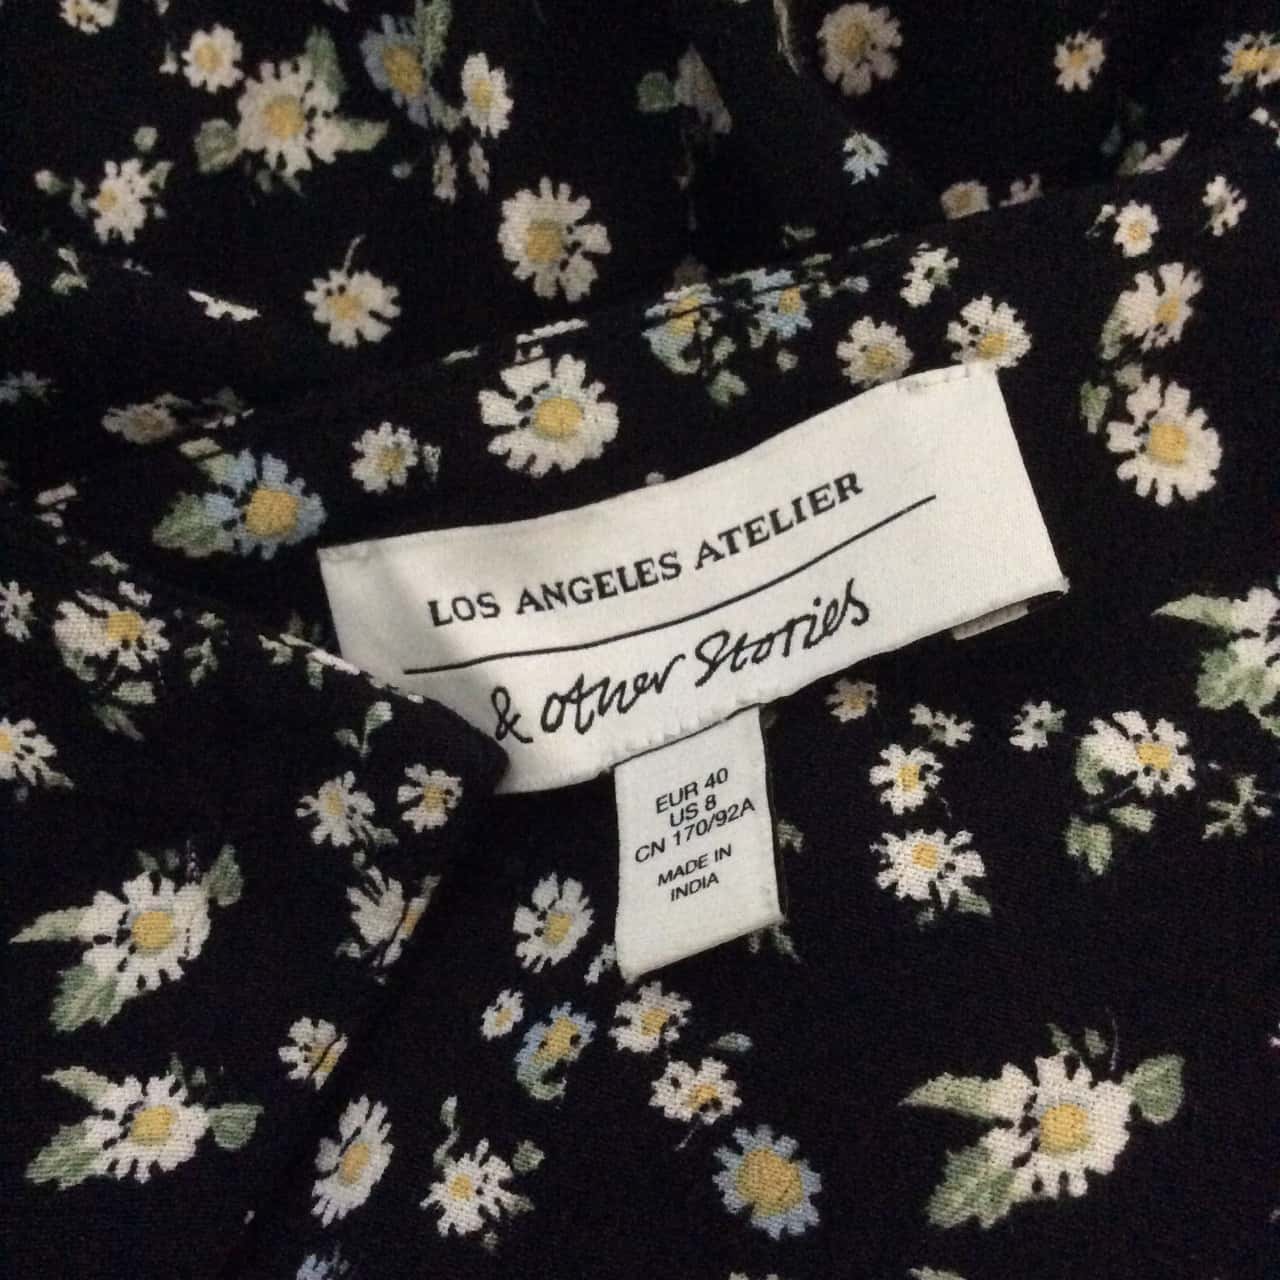 LOS ANGELES ATELIER
& other Stories
EUR 40
US 8
CN 170/92A
MADE IN
INDIA